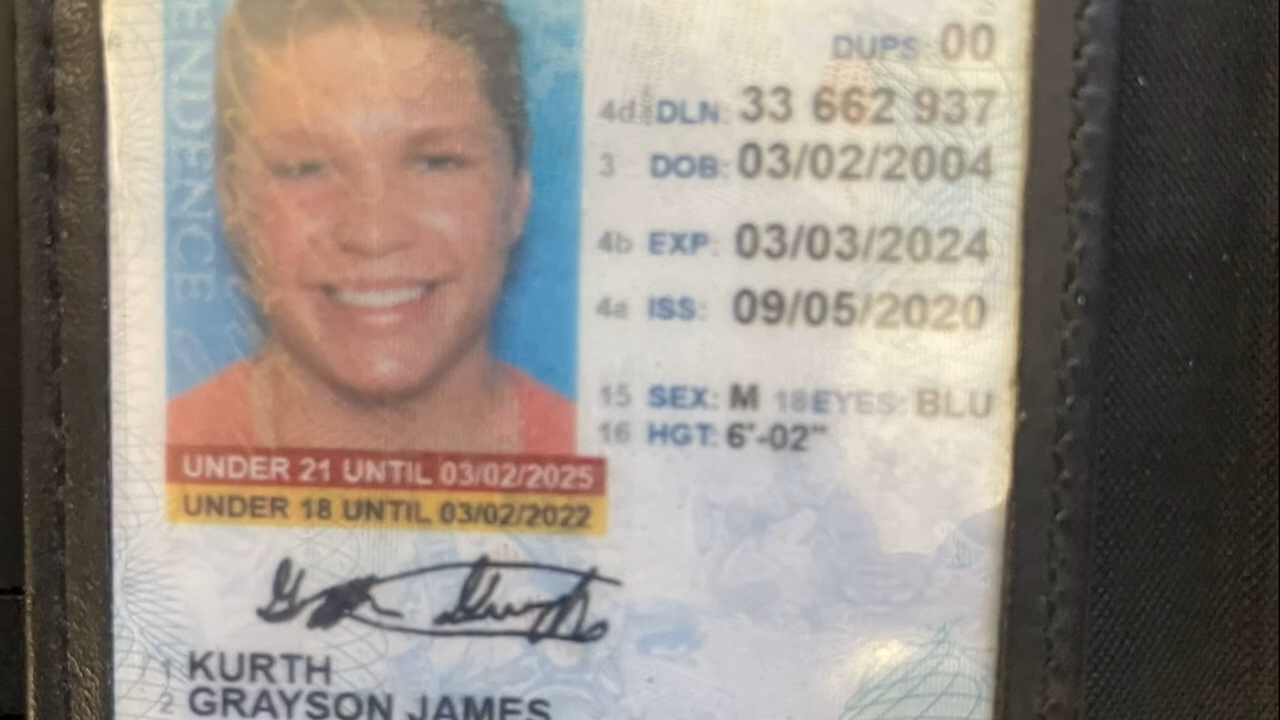 ENDENCE
DUPS: 00
4d DLN: 33 662 937
3 DOB: 03/02/2004
4b EXP: 03/03/2024
4a ISS: 09/05/2020
15 SEX: M 18 EYES: BLU
16 HGT: 6'-02"
UNDER 21 UNTIL 03/02/2025
UNDER 18 UNTIL 03/02/2022
1 KURTH
2 GRAYSON JAMES